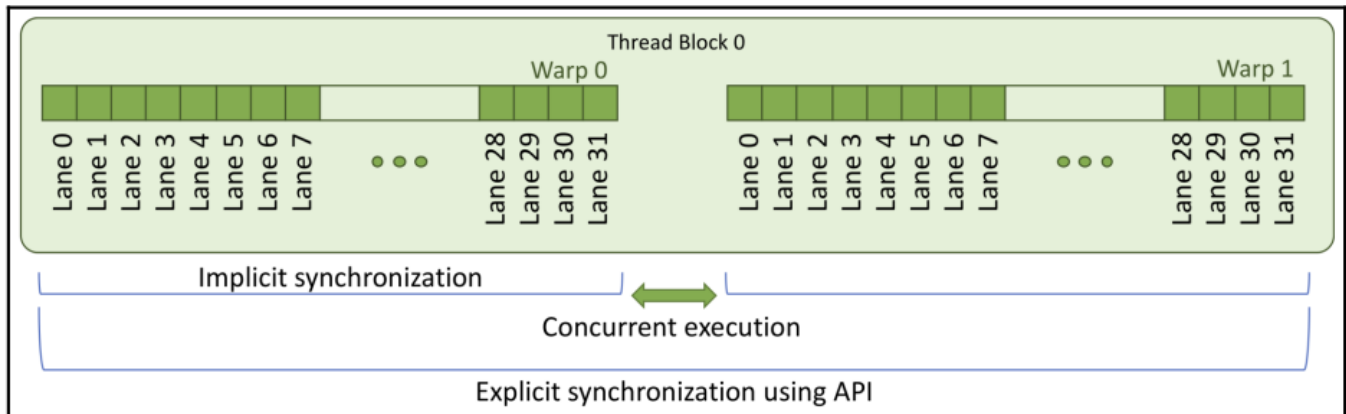 Thread Block 0
Warp 0
Warp 1
Lane 0
Lane 1
Lane 2
Lane 3
Lane 4
Lane 5
Lane 6
Lane 7
Lane 28
Lane 29
Lane 30
Lane 31
Lane 0
Lane 1
Lane 2
Lane 3
Lane 4
Lane 5
Lane 6
Lane 7
Lane 28
Lane 29
Lane 30
Lane 31
Implicit synchronization
Concurrent execution
Explicit synchronization using API